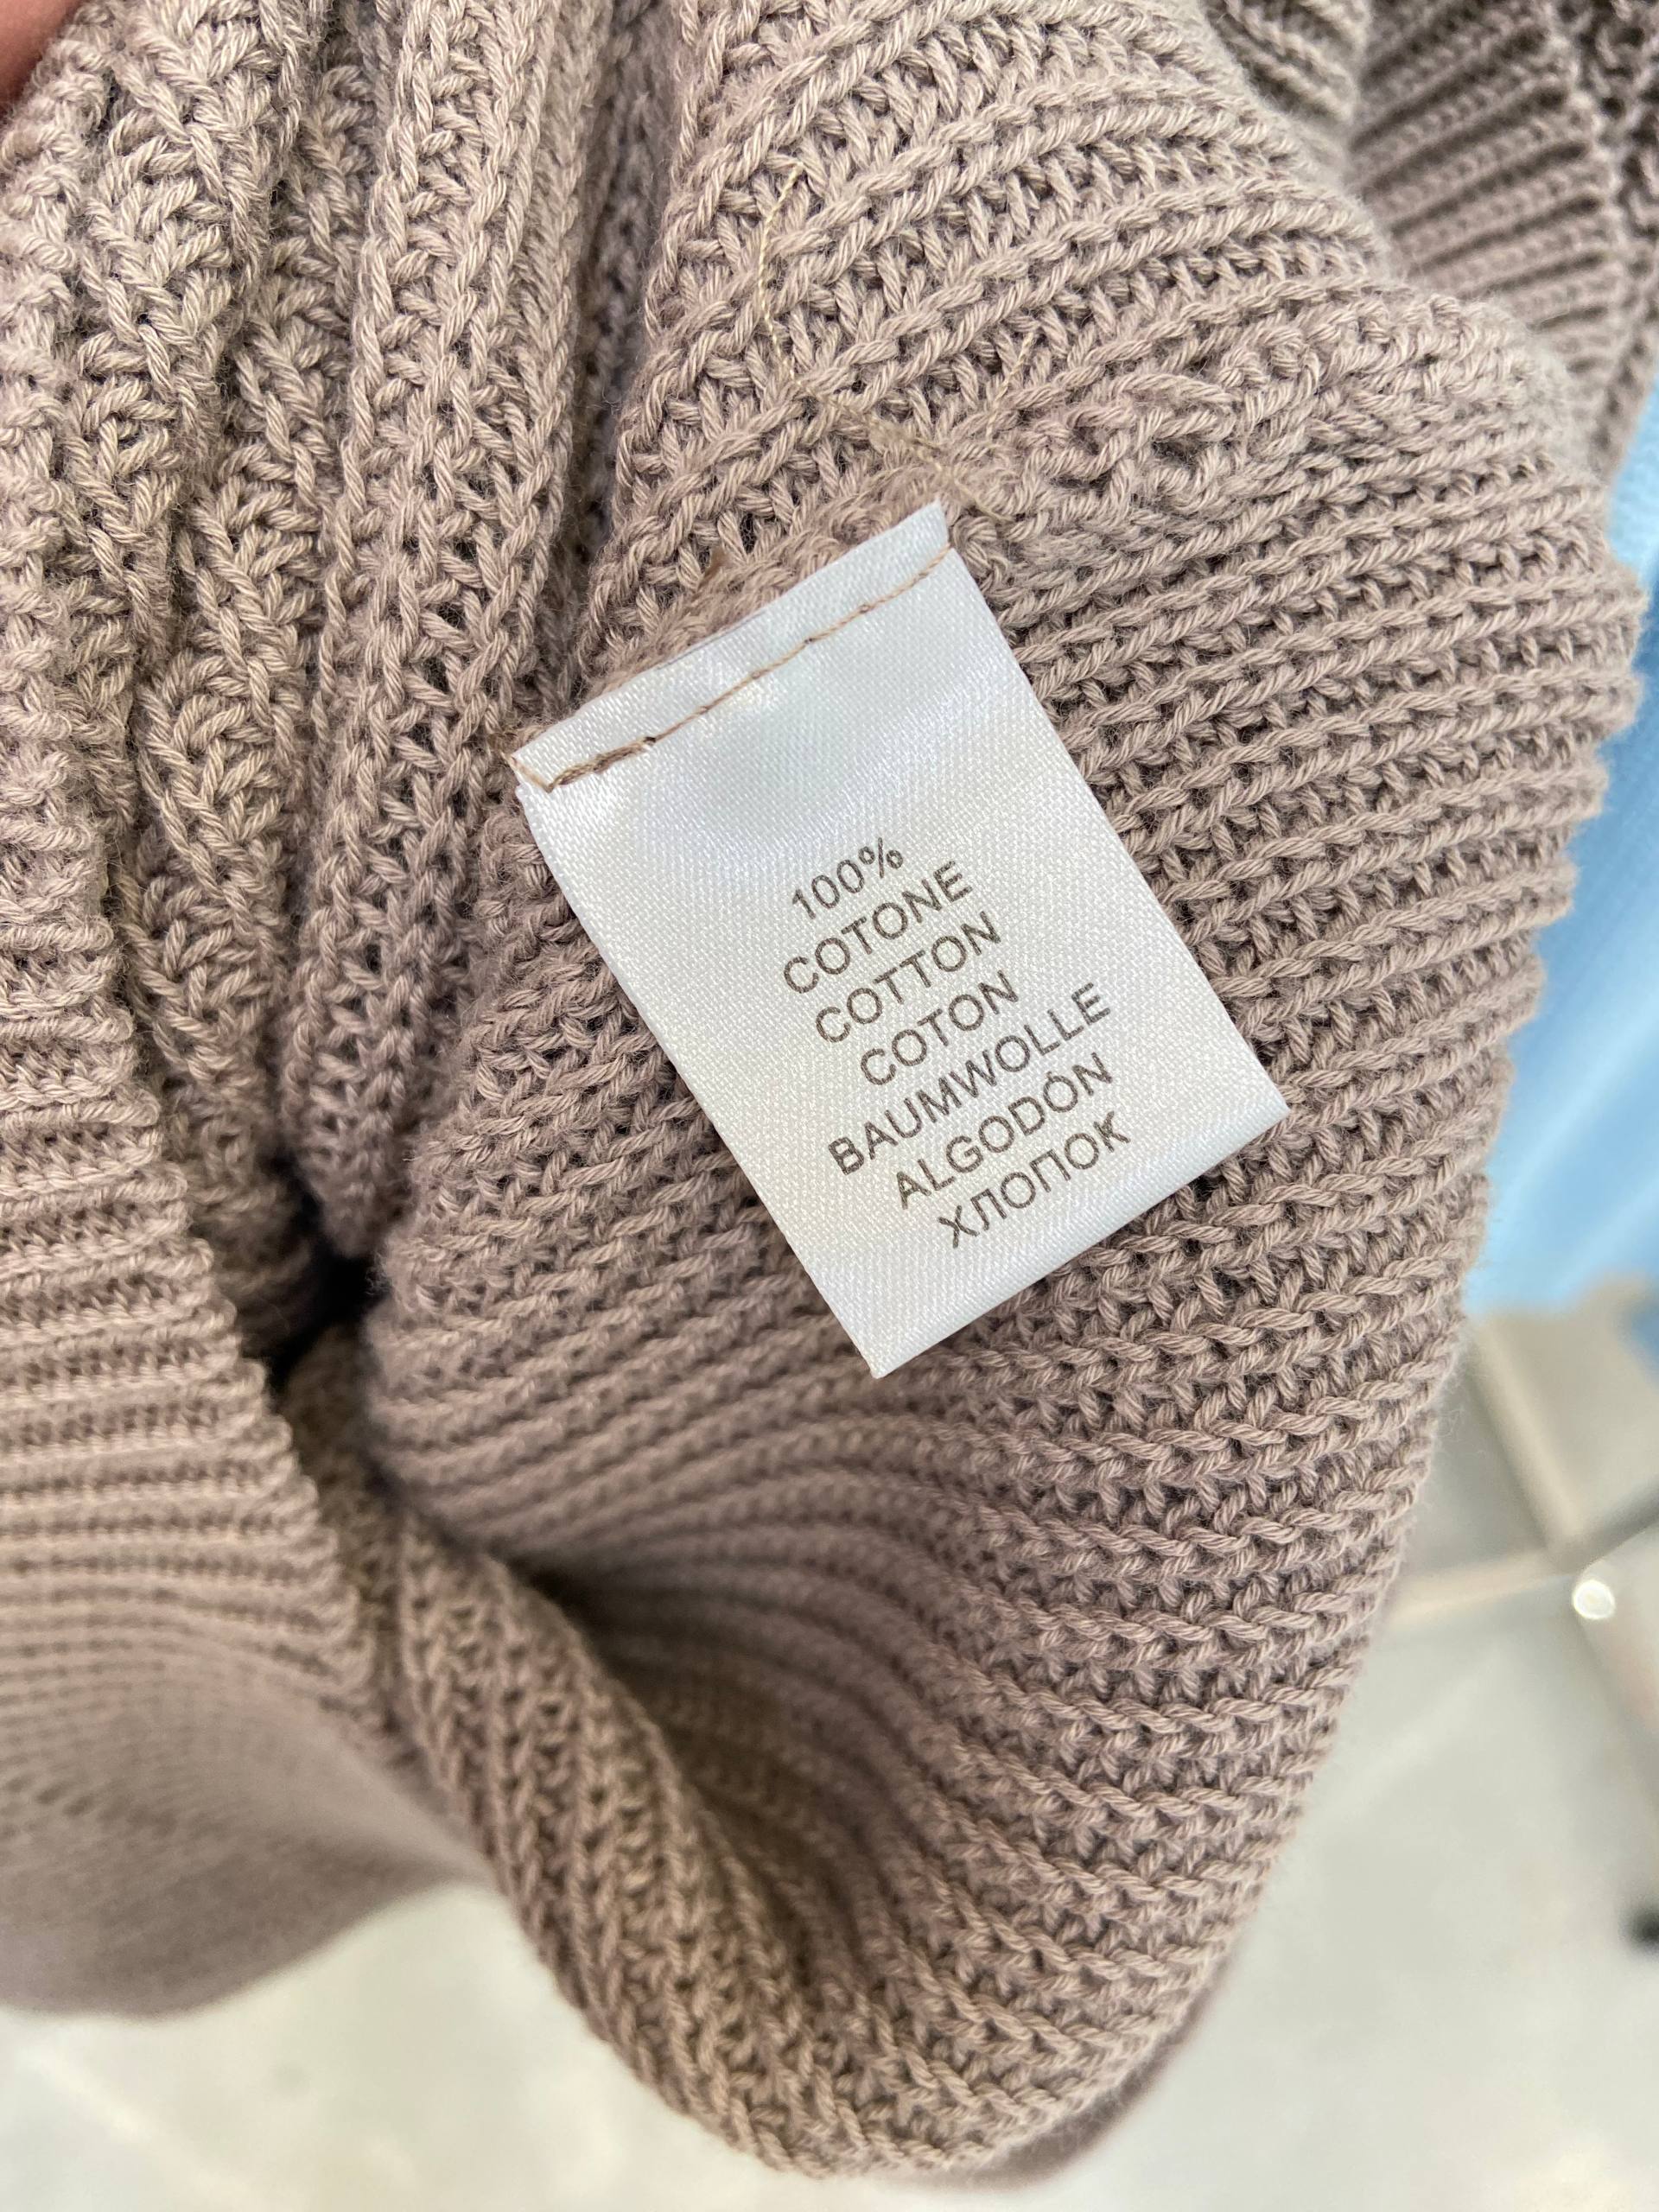 100%
COTONE
COTTON
COTON
BAUMWOLLE
ALGODÓN
ХЛОПОК